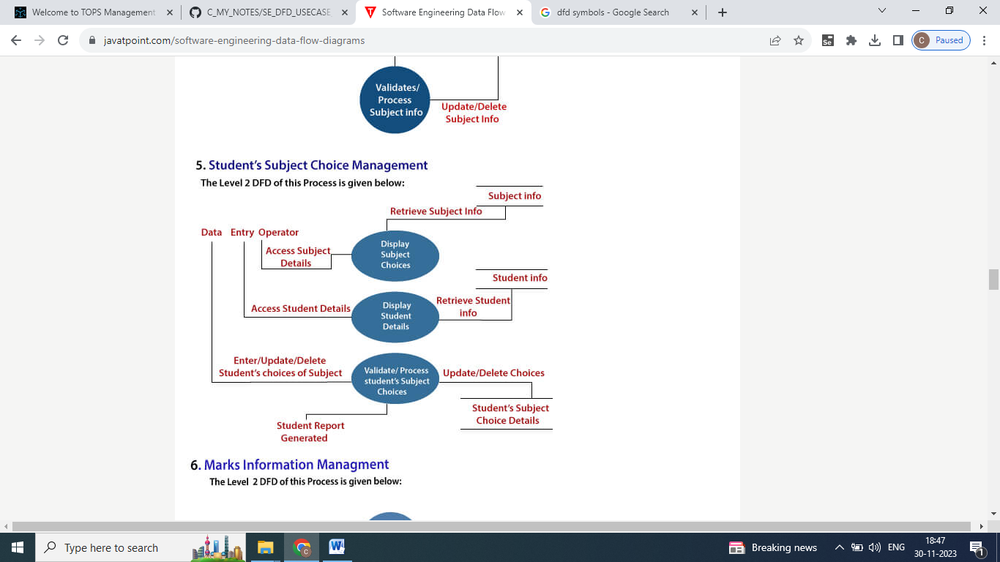 Welcome to TOPS Management
C_MY_NOTES/SE_DFD_USECASE_
Software Engineering Data Flow
dfd symbols - Google Search
javatpoint.com/software-engineering-data-flow-diagrams
Se
C
Paused
Validates/
Process
Subject info
Update/Delete
Subject Info
5. Student's Subject Choice Management
The Level 2 DFD of this Process is given below:
Subject info
Retrieve Subject Info
Data Entry Operator
Access Subject
Details
Display
Subject
Choices
Student info
Access Student Details
Display
Student
Details
Retrieve Student
info
Enter/Update/Delete
Student's choices of Subject
Validate/ Process
student's Subject
Choices
Update/Delete Choices
Student's Subject
Choice Details
Student Report
Generated
6. Marks Information Managment
The Level 2 DFD of this Process is given below:
Type here to search
C
W
Breaking news
ENG
18:47
30-11-2023
1